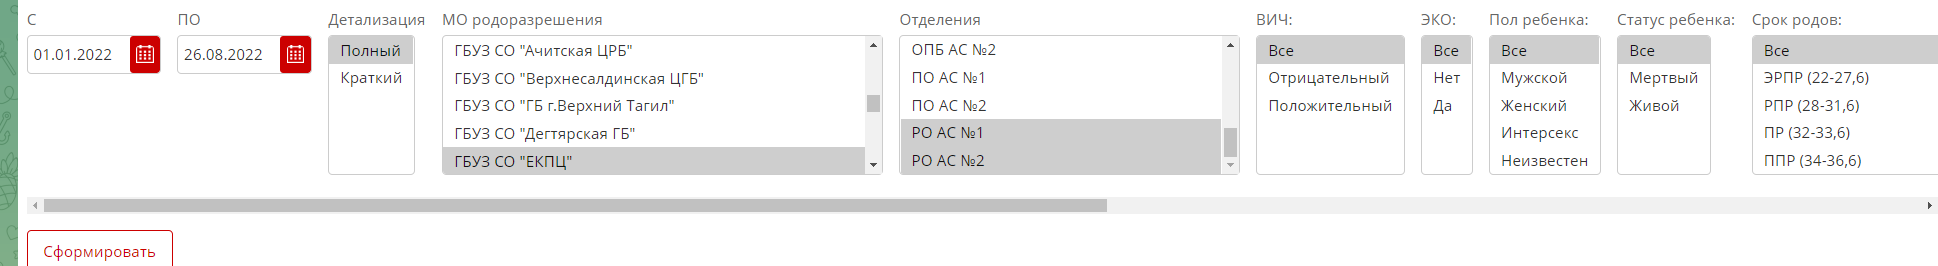 С
ПО
Детализация
МО родоразрешения
Отделения
ВИЧ:
ЭКО:
Пол ребенка:
Статус ребенка:
Срок родов:
01.01.2022
26.08.2022
Полный
Краткий
ГБУЗ СО "Ачитская ЦРБ"
ГБУЗ СО "Верхнесалдинская ЦГБ"
ГБУЗ СО "ГБ г.Верхний Тагил"
ГБУЗ СО "Дегтярская ГБ"
ГБУЗ СО "ЕКПЦ"
ОПБ АС №2
ПО АС №1
ПО АС №2
РО АС №1
РО АС №2
Все
Отрицательный
Положительный
Все
Нет
Да
Все
Мужской
Женский
Интерсекс
Неизвестен
Все
Мертвый
Живой
Все
ЭРПР (22-27,6)
РПР (28-31,6)
ПР (32-33,6)
ППР (34-36,6)
Сформировать